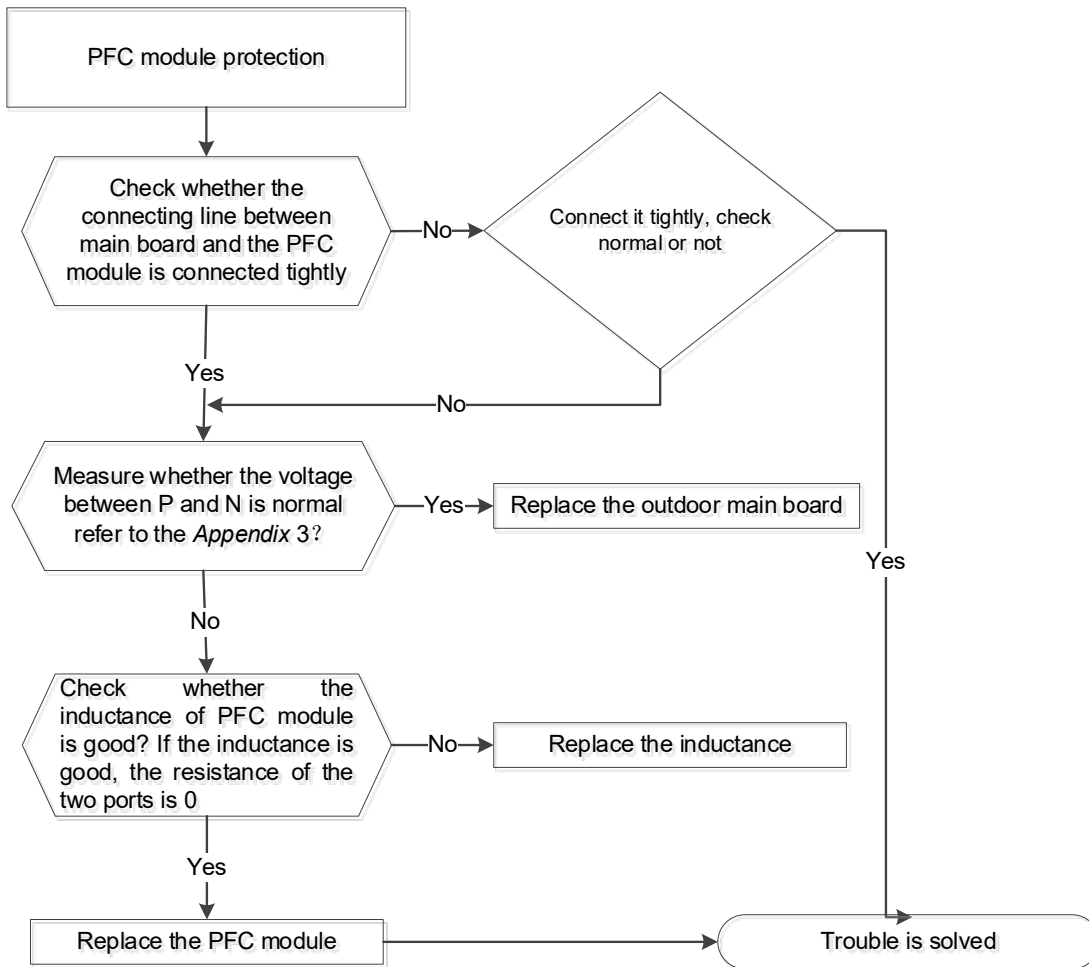 PFC module protection
Check whether the
connecting line between
main board and the PFC
module is connected tightly
No
Connect it tightly, check
normal or not
Yes
No
Measure whether the voltage
between P and N is normal
refer to the Appendix 3？
Yes
Replace the outdoor main board
Yes
No
Check whether the
inductance of PFC module
is good? If the inductance is
good, the resistance of the
two ports is 0
No
Replace the inductance
Yes
Replace the PFC module
Trouble is solved